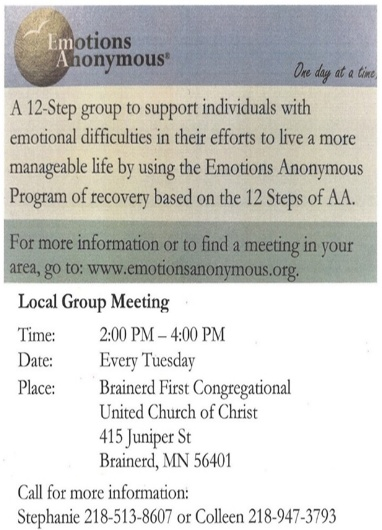 Emotions
Anonymous®
One day at a time
A 12-Step group to support individuals with
emotional difficulties in their efforts to live a more
manageable life by using the Emotions Anonymous
Program of recovery based on the 12 Steps of AA.
For more information or to find a meeting in your
area, go to: www.emotionsanonymous.org.
Local Group Meeting
Time: 2:00 PM – 4:00 PM
Date: Every Tuesday
Place: Brainerd First Congregational
United Church of Christ
415 Juniper St
Brainerd, MN 56401
Call for more information:
Stephanie 218-513-8607 or Colleen 218-947-3793